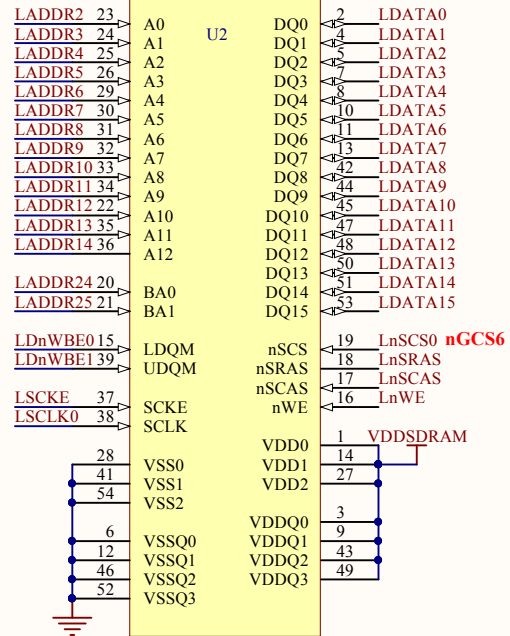 U2
LADDR2 23 A0 DQ0 2 LDATA0
LADDR3 24 A1 DQ1 4 LDATA1
LADDR4 25 A2 DQ2 5 LDATA2
LADDR5 26 A3 DQ3 7 LDATA3
LADDR6 29 A4 DQ4 8 LDATA4
LADDR7 30 A5 DQ5 10 LDATA5
LADDR8 31 A6 DQ6 11 LDATA6
LADDR9 32 A7 DQ7 13 LDATA7
LADDR10 33 A8 DQ8 42 LDATA8
LADDR11 34 A9 DQ9 44 LDATA9
LADDR12 22 A10 DQ10 45 LDATA10
LADDR13 35 A11 DQ11 47 LDATA11
LADDR14 36 A12 DQ12 48 LDATA12
DQ13 50 LDATA13
LADDR24 20 BA0 DQ14 51 LDATA14
LADDR25 21 BA1 DQ15 53 LDATA15
LDnWBE0 15 LDQM nSCS 19 LnSCS0 nGCS6
LDnWBE1 39 UDQM nSRAS 18 LnSRAS
nSCAS 17 LnSCAS
LSCKE 37 SCKE nWE 16 LnWE
LSCLK0 38 SCLK
VDD0 1 VDDSDRAM
28 VSS0 VDD1 14
41 VSS1 VDD2 27
54 VSS2
VDDQ0 3
6 VSSQ0 VDDQ1 9
12 VSSQ1 VDDQ2 43
46 VSSQ2 VDDQ3 49
52 VSSQ3